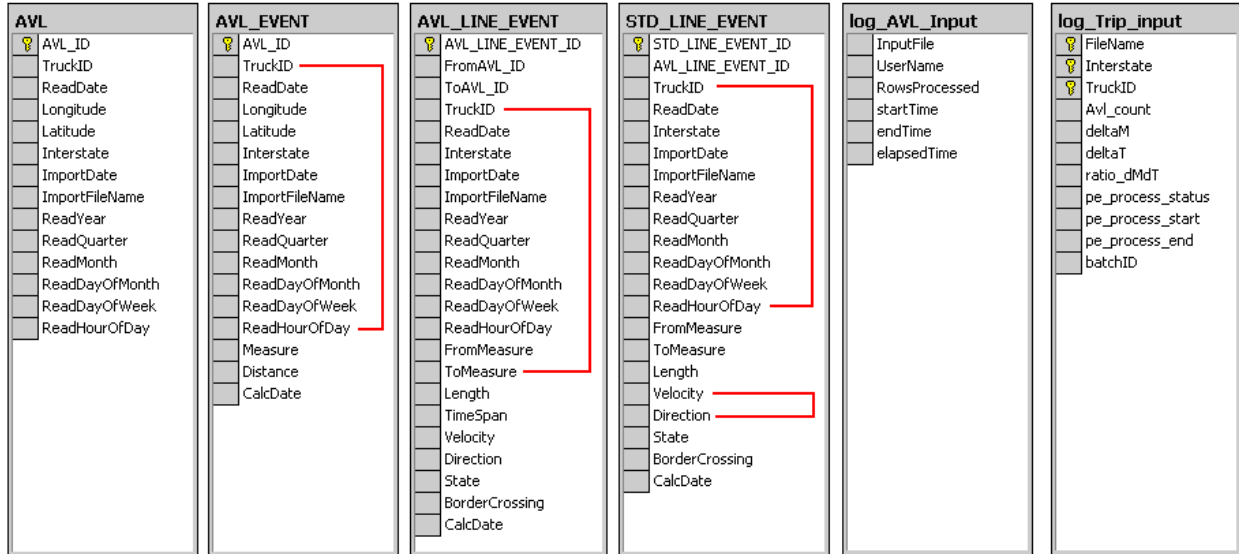 AVL
AVL_ID
TruckID
ReadDate
Longitude
Latitude
Interstate
ImportDate
ImportFileName
ReadYear
ReadQuarter
ReadMonth
ReadDayOfMonth
ReadDayOfWeek
ReadHourOfDay
AVL_EVENT
AVL_ID
TruckID
ReadDate
Longitude
Latitude
Interstate
ImportDate
ImportFileName
ReadYear
ReadQuarter
ReadMonth
ReadDayOfMonth
ReadDayOfWeek
ReadHourOfDay
Measure
Distance
CalcDate
AVL_LINE_EVENT
AVL_LINE_EVENT_ID
FromAVL_ID
ToAVL_ID
TruckID
ReadDate
Interstate
ImportDate
ImportFileName
ReadYear
ReadQuarter
ReadMonth
ReadDayOfMonth
ReadDayOfWeek
ReadHourOfDay
FromMeasure
ToMeasure
Length
TimeSpan
Velocity
Direction
State
BorderCrossing
CalcDate
STD_LINE_EVENT
STD_LINE_EVENT_ID
AVL_LINE_EVENT_ID
TruckID
ReadDate
Interstate
ImportDate
ImportFileName
ReadYear
ReadQuarter
ReadMonth
ReadDayOfMonth
ReadDayOfWeek
ReadHourOfDay
FromMeasure
ToMeasure
Length
Velocity
Direction
State
BorderCrossing
CalcDate
log_AVL_Input
InputFile
UserName
RowsProcessed
startTime
endTime
elapsedTime
log_Trip_input
FileName
Interstate
TruckID
Avl_count
deltaM
deltaT
ratio_dMdT
pe_process_status
pe_process_start
pe_process_end
batchID